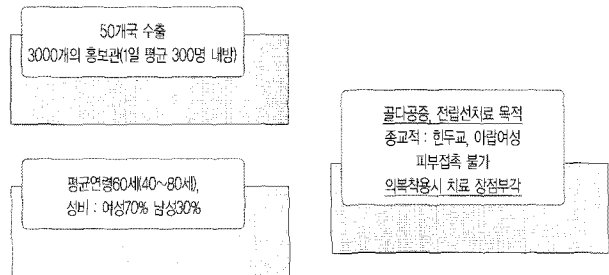 50개국 수출
3000개의 홍보관(1일 평균 300명 내방)
평균연령60세(40~80세),
성비 : 여성70% 남성30%
골다공증, 전립선치료 목적
종교적 : 힌두교, 아랍여성
피부접촉 불가
의복착용시 치료 장점부각